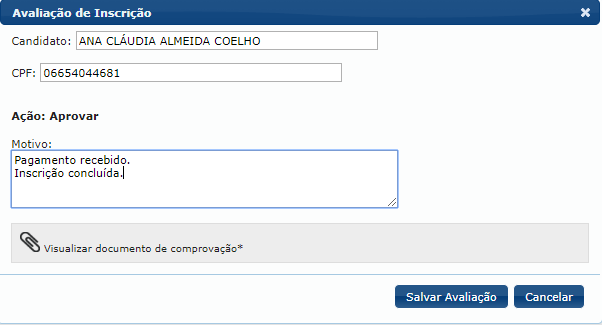 Avaliação de Inscrição
Candidato: ANA CLÁUDIA ALMEIDA COELHO
CPF: 06654044681
Ação: Aprovar
Motivo:
Pagamento recebido.
Inscrição concluída.
Visualizar documento de comprovação*
Salvar Avaliação Cancelar